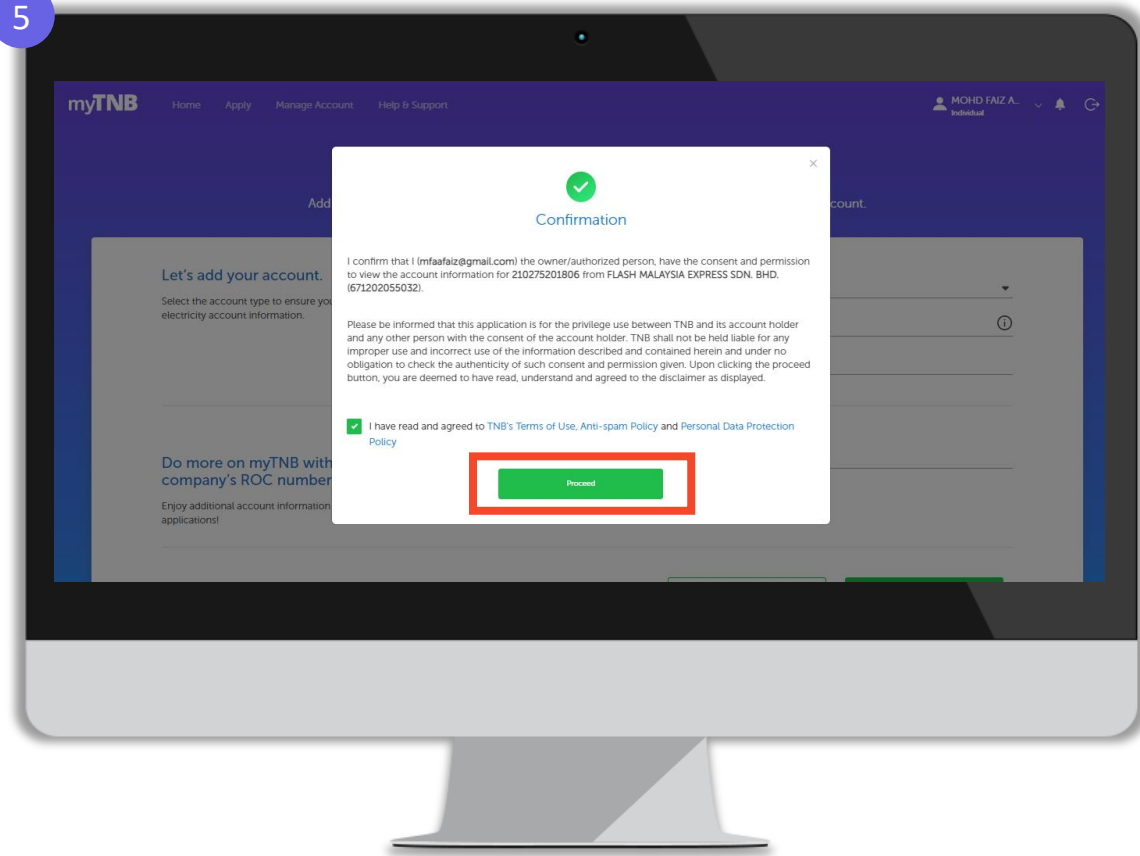 5
myTNB Home Apply Manage Account Help & Support MOHD FAIZ A..
Individual
Add
count.
Confirmation
I confirm that I (mfaafaiz@gmail.com) the owner/authorized person, have the consent and permission
to view the account information for 210275201806 from FLASH MALAYSIA EXPRESS SDN. BHD.
(671202055032).
Please be informed that this application is for the privilege use between TNB and its account holder
and any other person with the consent of the account holder. TNB shall not be held liable for any
improper use and incorrect use of the information described and contained herein and under no
obligation to check the authenticity of such consent and permission given. Upon clicking the proceed
button, you are deemed to have read, understand and agreed to the disclaimer as displayed.
I have read and agreed to TNB's Terms of Use, Anti-spam Policy and Personal Data Protection
Policy
Proceed
Let's add your account.
Select the account type to ensure you
electricity account information.
Do more on myTNB with
company's ROC number
Enjoy additional account information
applications!